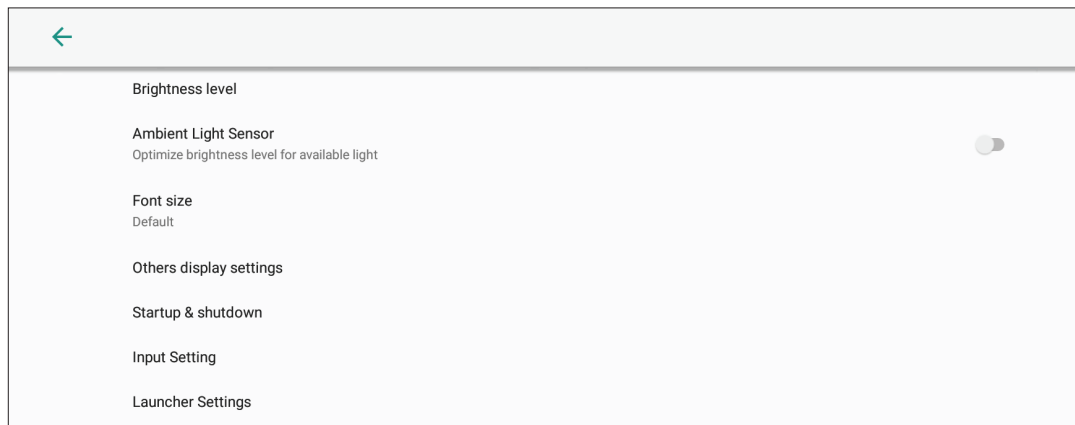 Brightness level
Ambient Light Sensor
Optimize brightness level for available light
Font size
Default
Others display settings
Startup & shutdown
Input Setting
Launcher Settings